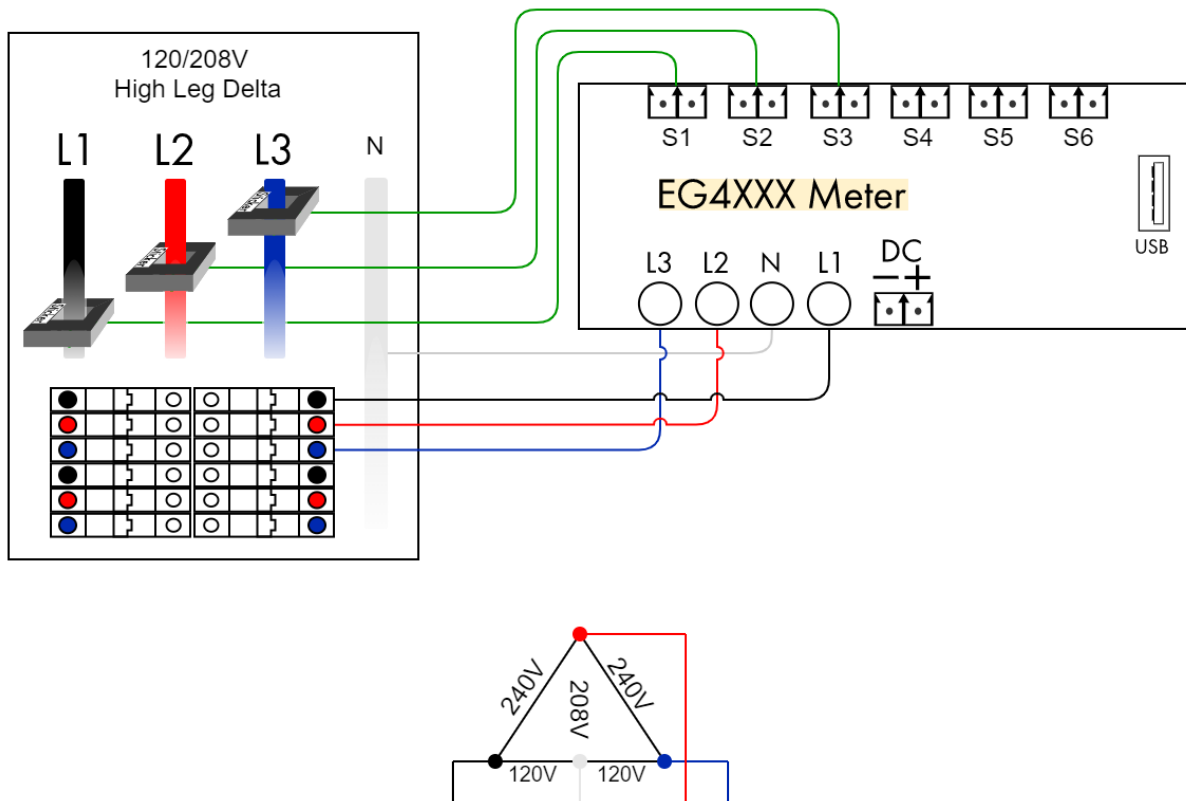 120/208V
High Leg Delta
L1 L2 L3 N
S1 S2 S3 S4 S5 S6
EG4XXX Meter
USB
L3 L2 N L1 DC
− +
240V 208V 240V
120V 120V